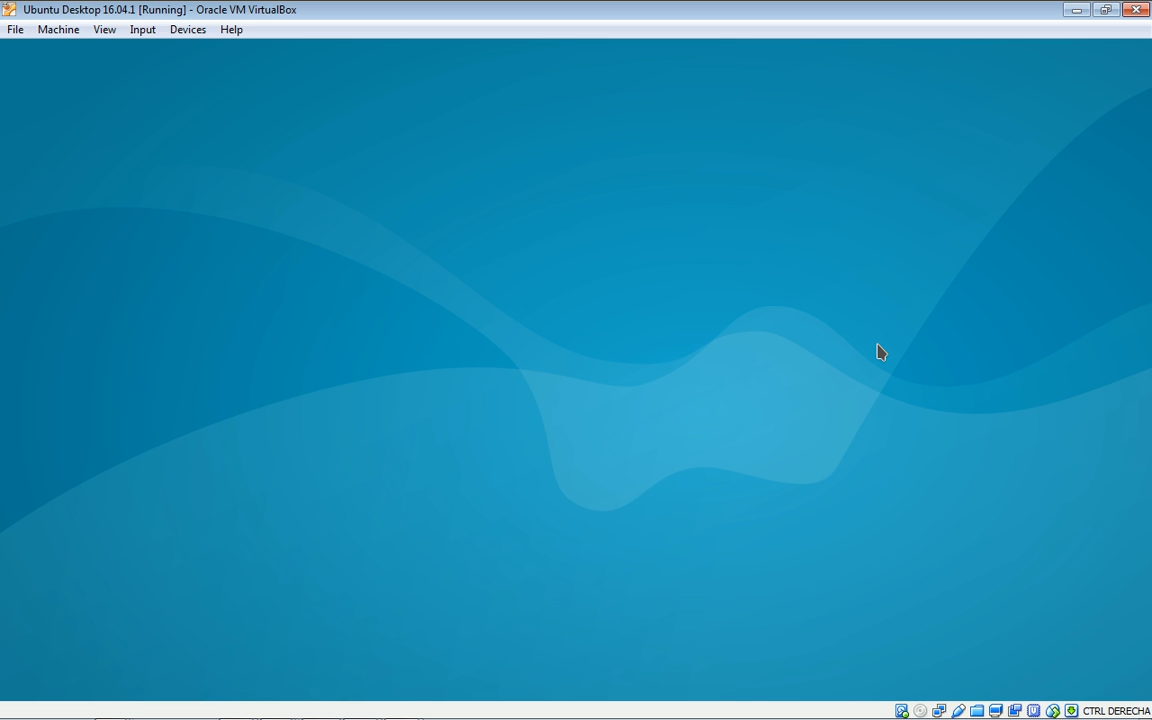 Ubuntu Desktop 16.04.1 [Running] - Oracle VM VirtualBox
File Machine View Input Devices Help
CTRL DERECHA